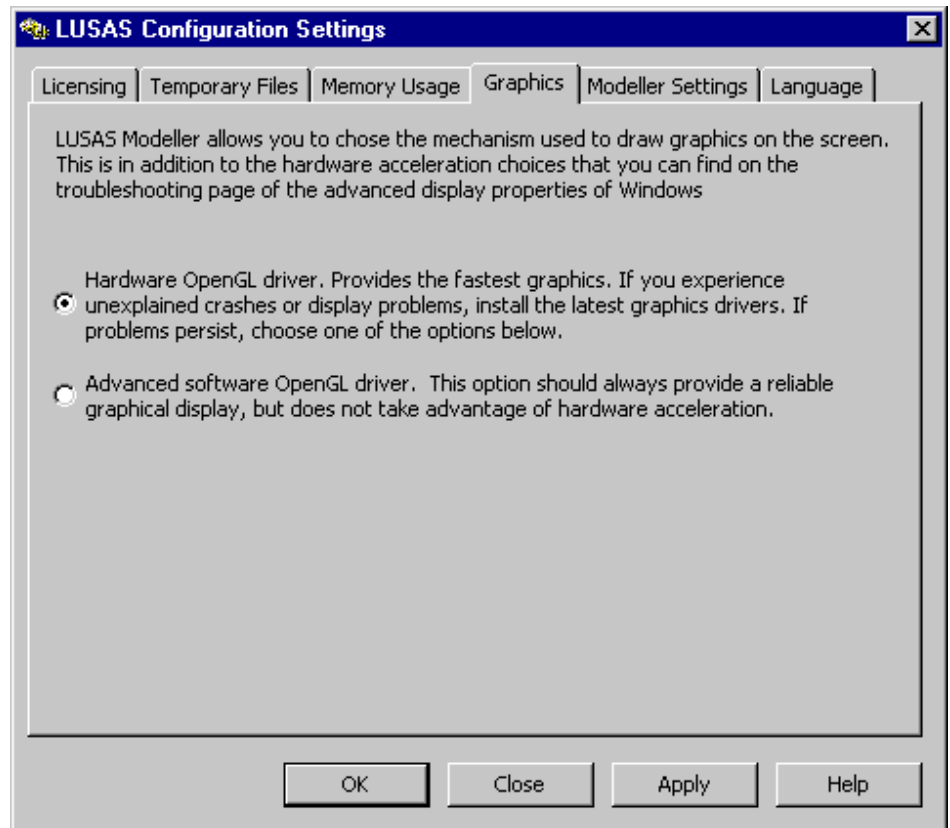 LUSAS Configuration Settings
Licensing Temporary Files Memory Usage Graphics Modeller Settings Language
LUSAS Modeller allows you to chose the mechanism used to draw graphics on the screen.
This is in addition to the hardware acceleration choices that you can find on the
troubleshooting page of the advanced display properties of Windows
Hardware OpenGL driver. Provides the fastest graphics. If you experience
unexplained crashes or display problems, install the latest graphics drivers. If
problems persist, choose one of the options below.
Advanced software OpenGL driver.  This option should always provide a reliable
graphical display, but does not take advantage of hardware acceleration.
OK Close Apply Help